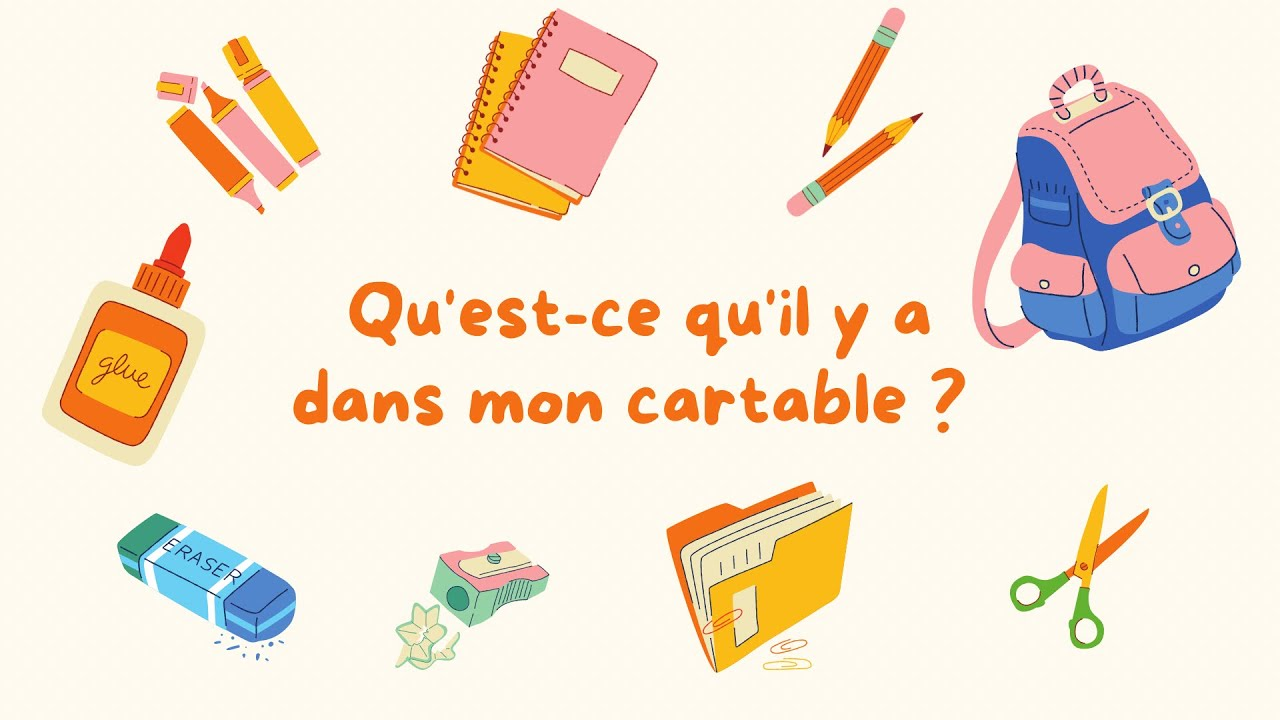 Qu'est-ce qu'il y a
dans mon cartable ?
glue
ERASER